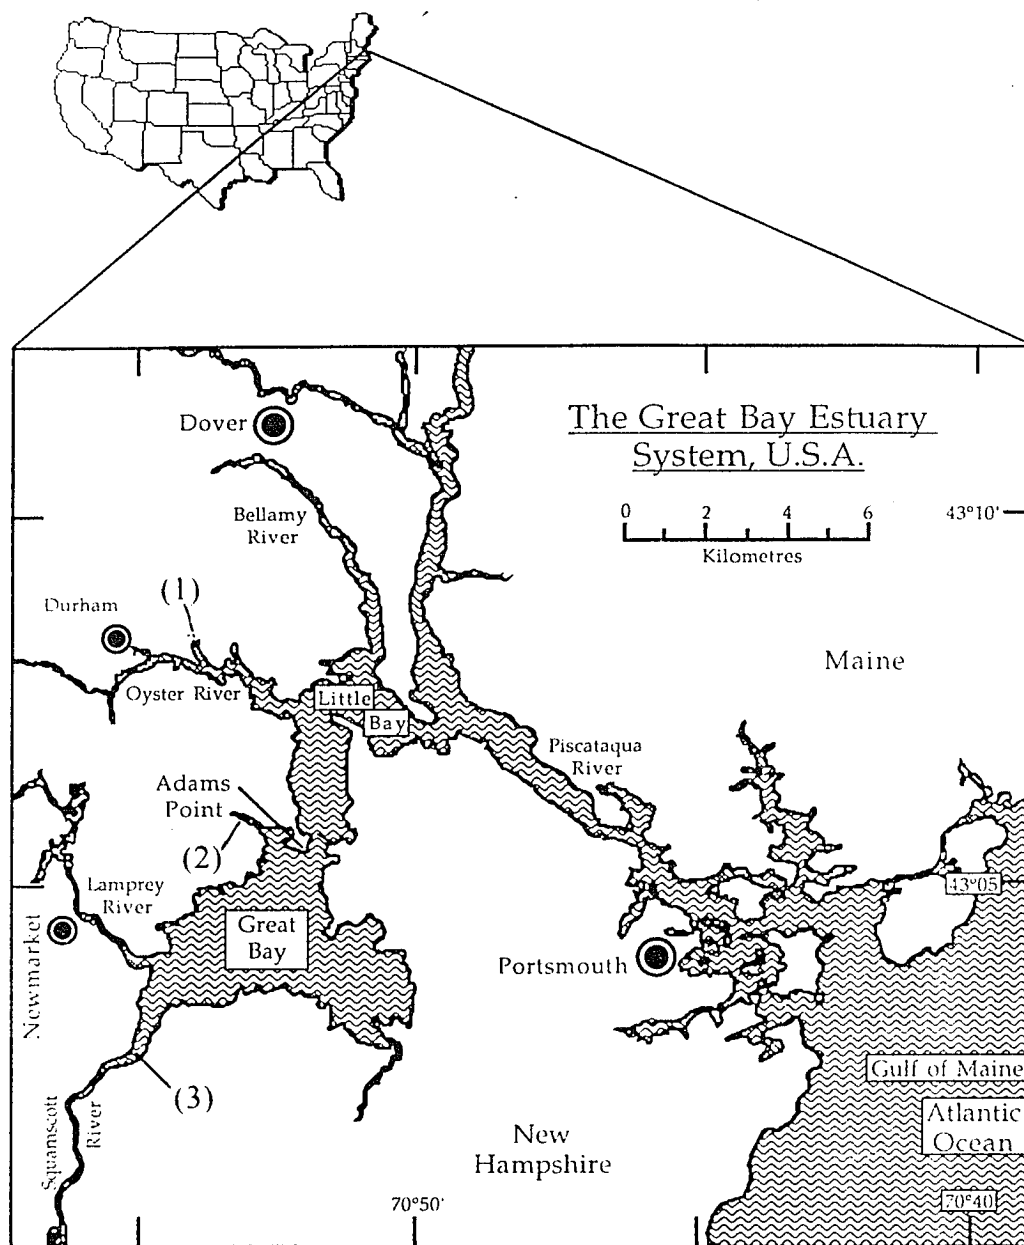 Dover
The Great Bay Estuary
System, U.S.A.
0 2 4 6
Kilometres
43°10'
Bellamy
River
(1)
Durham
Oyster River
Little
Bay
Maine
Piscataqua
River
Adams
Point
(2)
Lamprey
River
43°05
Newmarket
Great
Bay
Portsmouth
(3)
Gulf of Maine
Atlantic
Ocean
Squamscott
River
New
Hampshire
70°50'
70°40